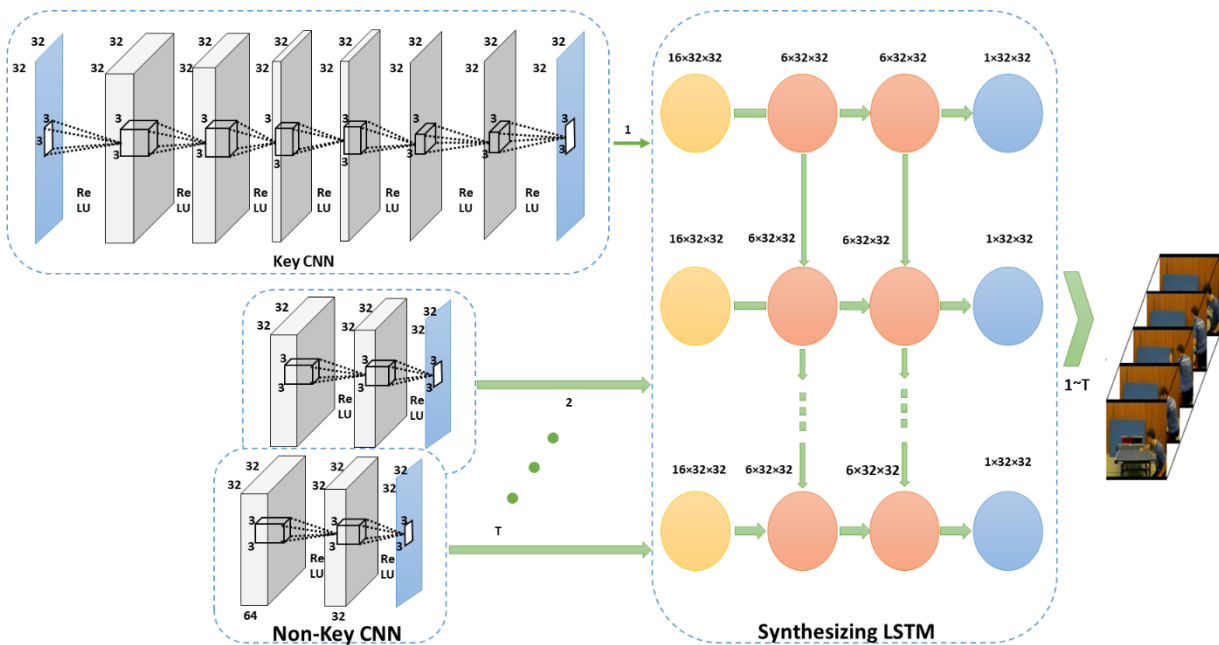 32 32 32 32 32 32 32 32
32 32 32 32 32 32 32 32
3 3 3 3 3 3 3 3
3 3 3 3 3 3 3 3
Re LU Re LU Re LU Re LU Re LU Re LU Re LU
Key CNN
1
32 32 32
32 32 32
3 3 3
3 3 3
Re LU Re LU
2
32 32 32
32 32 32
3 3 3
3 3 3
Re LU Re LU
64 32
T
Non-Key CNN
16×32×32 6×32×32 6×32×32 1×32×32
16×32×32 6×32×32 6×32×32 1×32×32
16×32×32 6×32×32 6×32×32 1×32×32
Synthesizing LSTM
1~T